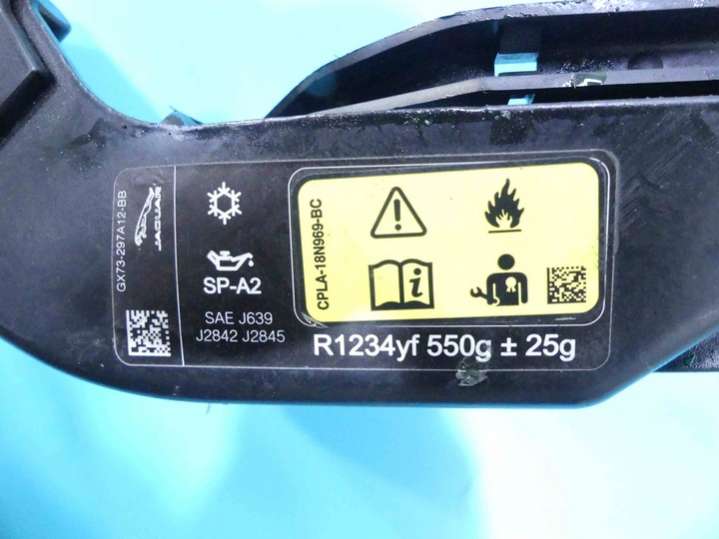 GX73-297A12-BB
JAGUAR
SP-A2
SAE J639
J2842 J2845
CPLA-18N969-BC
R1234yf 550g ± 25g